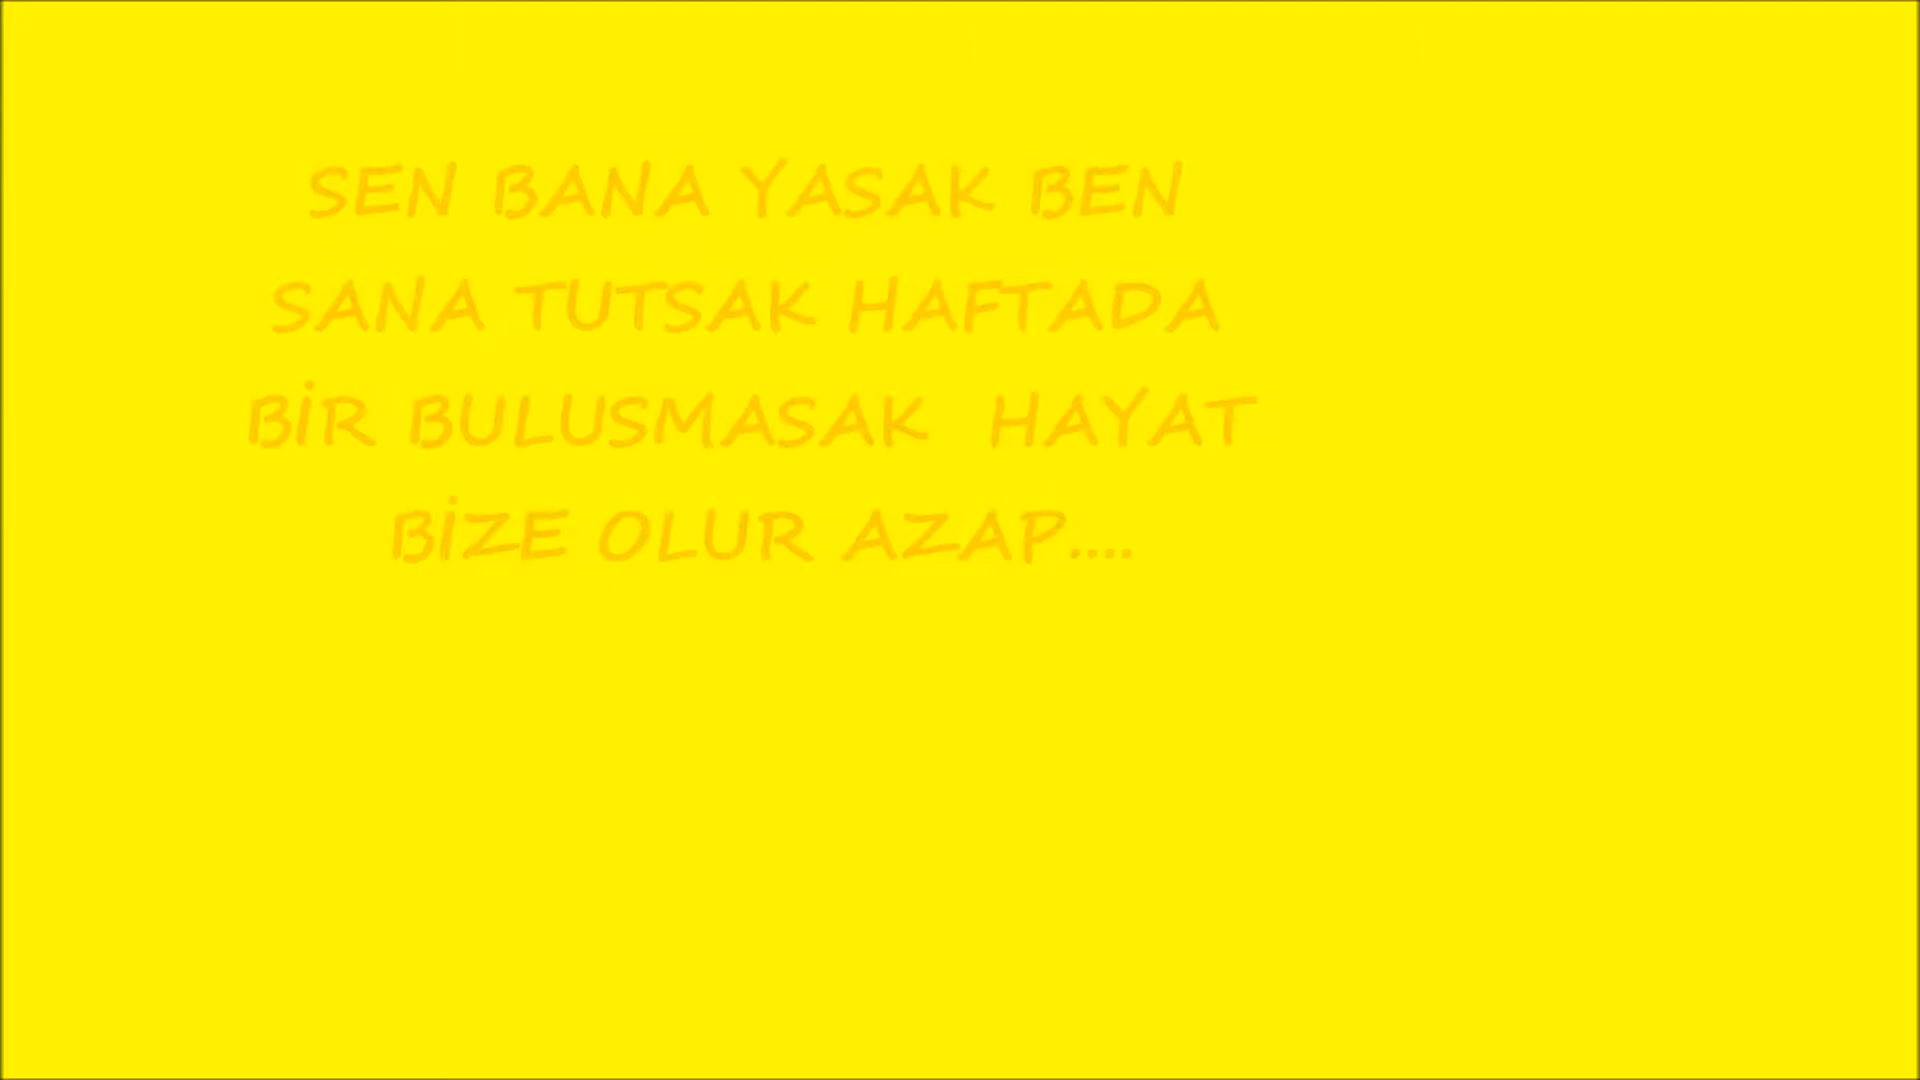 SEN BANA YASAK BEN
SANA TUTSAK HAFTADA
BİR BULUSMASAK HAYAT
BİZE OLUR AZAP....